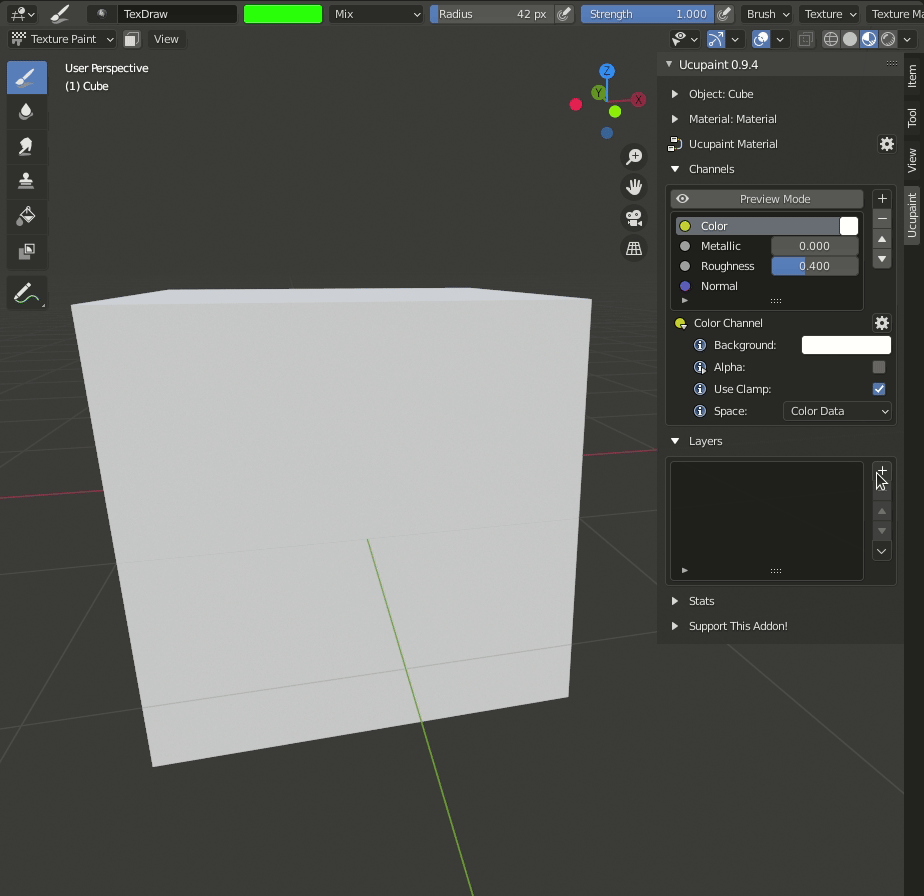 TexDraw Mix Radius 42 px Strength 1.000 Brush Texture Texture Ma
Texture Paint View
User Perspective
(1) Cube
Z
Y X
Ucupaint 0.9.4
Object: Cube
Material: Material
Ucupaint Material
Channels
Preview Mode
Color
Metallic 0.000
Roughness 0.400
Normal
Color Channel
Background:
Alpha:
Use Clamp:
Space: Color Data
Layers
Stats
Support This Addon!
Item
Tool
View
Ucupaint